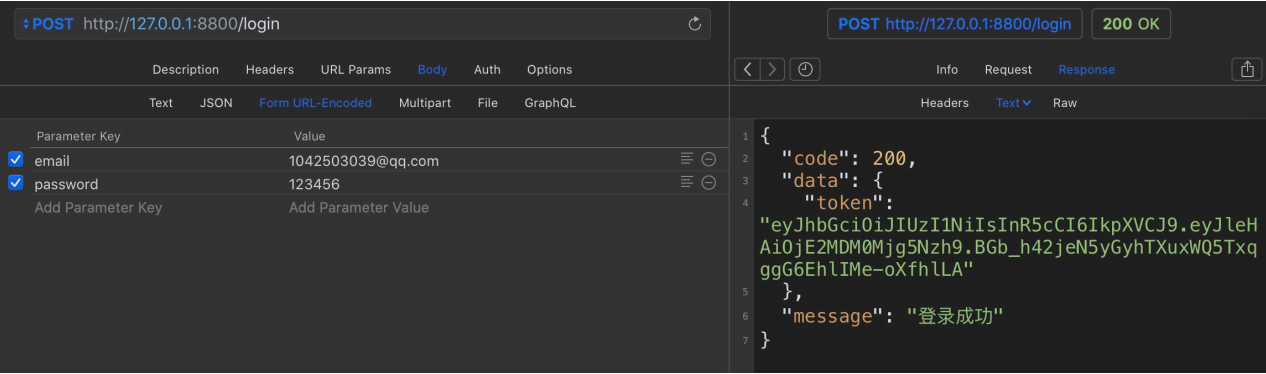 POST http://127.0.0.1:8800/login
Description Headers URL Params Body Auth Options
Text JSON Form URL-Encoded Multipart File GraphQL
Parameter Key Value
email 1042503039@qq.com
password 123456
Add Parameter Key Add Parameter Value
POST http://127.0.0.1:8800/login 200 OK
Info Request Response
Headers Text Raw
1 {
2 "code": 200,
3 "data": {
4 "token":
"eyJhbGciOiJIUzI1NiIsInR5cCI6IkpXVCJ9.eyJleH
AiOjE2MDM0Mjg5Nzh9.BGb_h42jeN5yGyhTXuxWQ5Txq
ggG6EhlIMe-oXfhlLA"
5 },
6 "message": "登录成功"
7 }